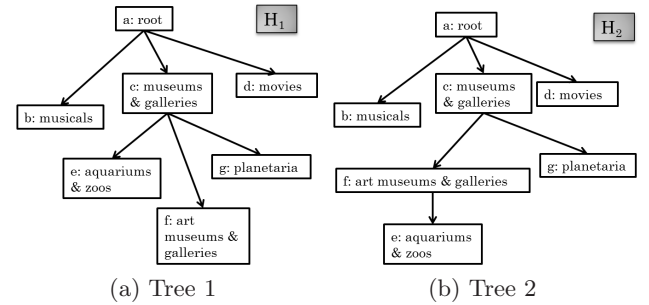 a: root
H1
c: museums
& galleries
d: movies
b: musicals
e: aquariums
& zoos
g: planetaria
f: art
museums &
galleries
(a) Tree 1
a: root
H2
c: museums
& galleries
d: movies
b: musicals
g: planetaria
f: art museums & galleries
e: aquariums
& zoos
(b) Tree 2